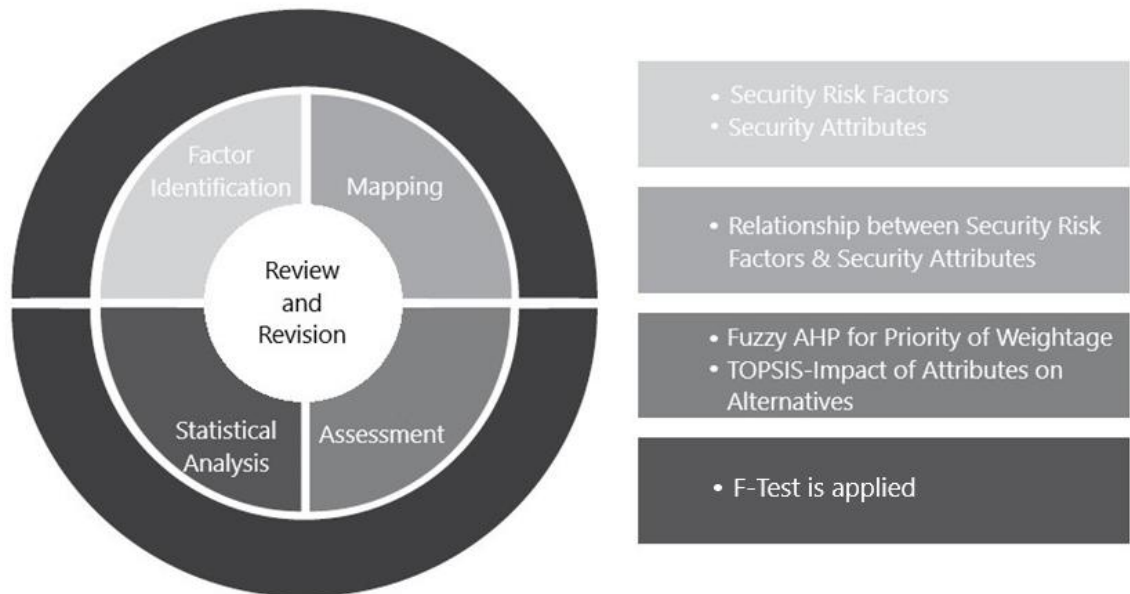 Factor
Identification
Mapping
Review
and
Revision
Statistical
Analysis
Assessment
• Security Risk Factors
• Security Attributes
• Relationship between Security Risk
Factors & Security Attributes
• Fuzzy AHP for Priority of Weightage
• TOPSIS-Impact of Attributes on
Alternatives
• F-Test is applied